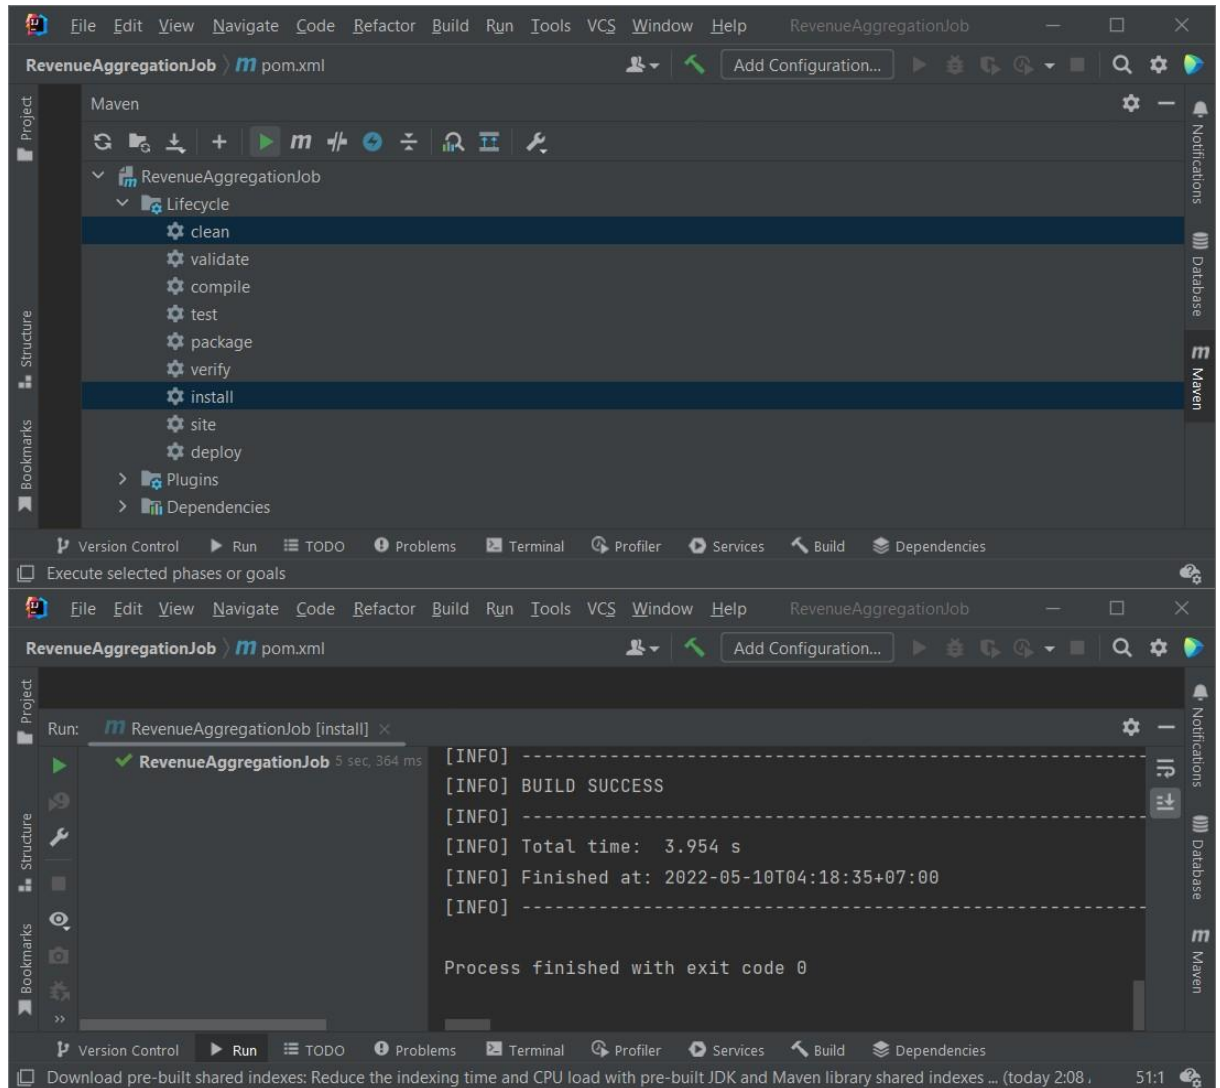 File Edit View Navigate Code Refactor Build Run Tools VCS Window Help RevenueAggregationJob
RevenueAggregationJob m pom.xml Add Configuration...
Project
Structure
Bookmarks
Maven
m
RevenueAggregationJob
Lifecycle
clean
validate
compile
test
package
verify
install
site
deploy
Plugins
Dependencies
Notifications
Database
m Maven
Version Control Run TODO Problems Terminal Profiler Services Build Dependencies
Execute selected phases or goals
File Edit View Navigate Code Refactor Build Run Tools VCS Window Help RevenueAggregationJob
RevenueAggregationJob m pom.xml Add Configuration...
Project
Structure
Bookmarks
Run: m RevenueAggregationJob [install]
RevenueAggregationJob 5 sec, 364 ms
[INFO] ---------------------------------------------------------
[INFO] BUILD SUCCESS
[INFO] ---------------------------------------------------------
[INFO] Total time: 3.954 s
[INFO] Finished at: 2022-05-10T04:18:35+07:00
[INFO] ---------------------------------------------------------
Process finished with exit code 0
Notifications
Database
m Maven
Version Control Run TODO Problems Terminal Profiler Services Build Dependencies
Download pre-built shared indexes: Reduce the indexing time and CPU load with pre-built JDK and Maven library shared indexes ... (today 2:08 51:1